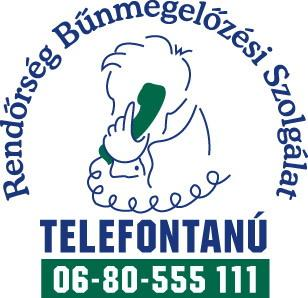 Rendőrség Bűnmegelőzési Szolgálat
TELEFONTANÚ
06-80-555 111